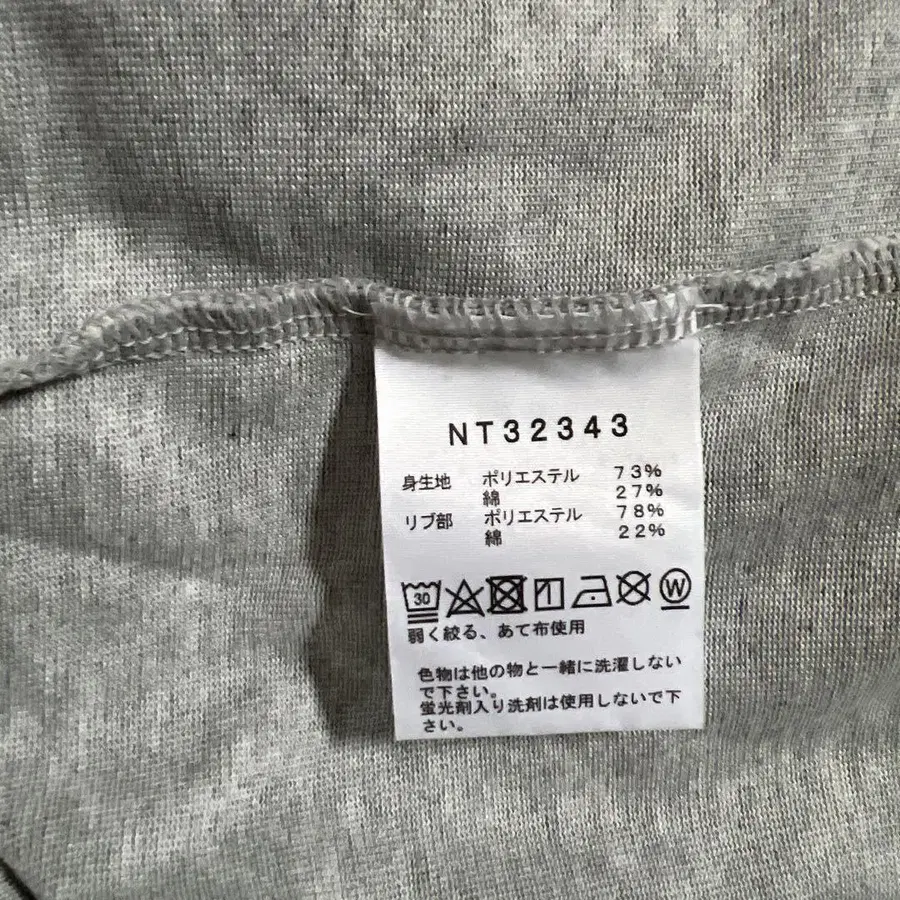 NT32343
身生地 ポリエステル 73%
綿 27%
リブ部 ポリエステル 78%
綿 22%
30 W
弱く絞る、あて布使用
色物は他の物と一緒に洗濯しない
で下さい。
蛍光剤入り洗剤は使用しないで下
さい。